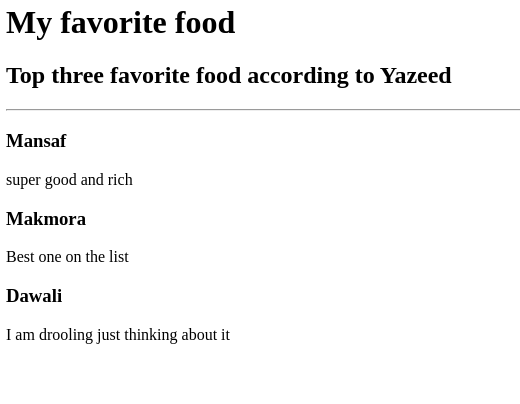 My favorite food
Top three favorite food according to Yazeed
Mansaf
super good and rich
Makmora
Best one on the list
Dawali
I am drooling just thinking about it